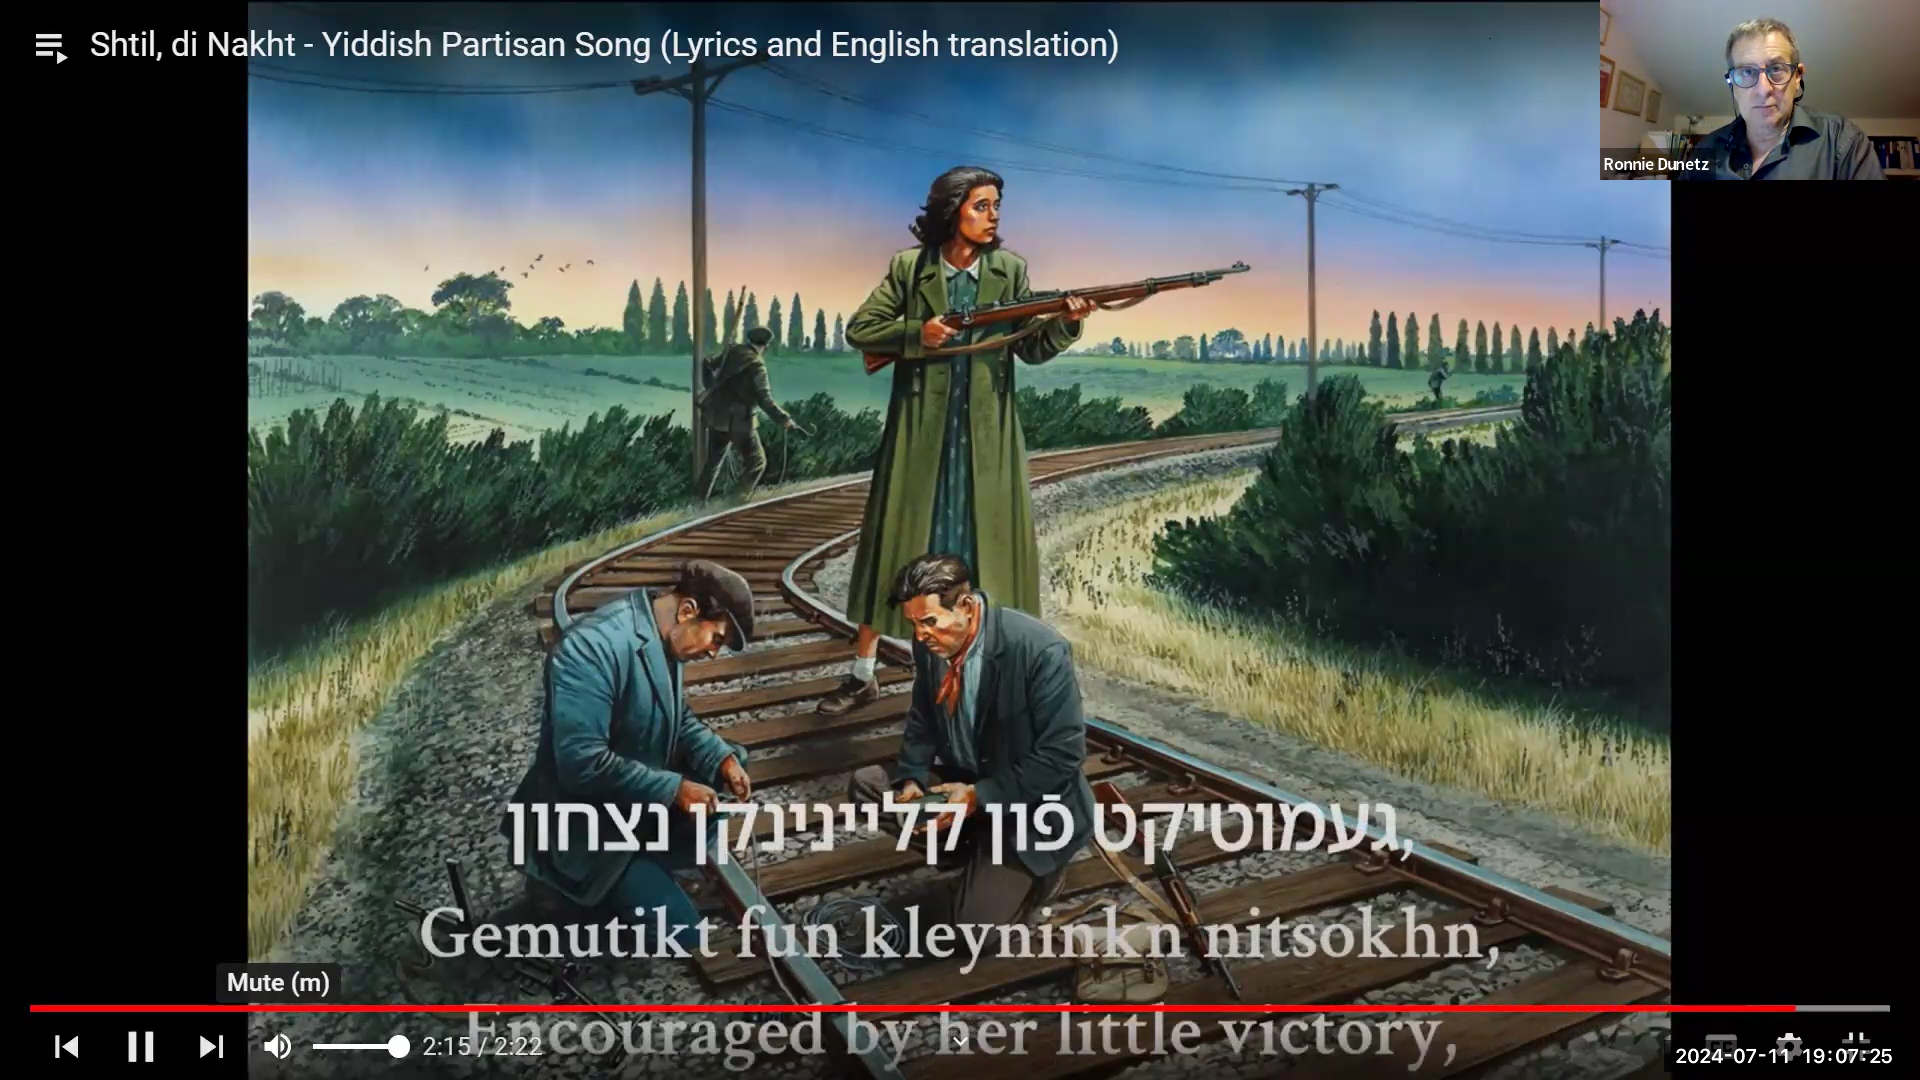 Shtil, di Nakht - Yiddish Partisan Song (Lyrics and English translation)
Ronnie Dunetz
געמוטיקט פֿון קליינינקן נצחון,
Gemutikt fun kleyninkn nitsokhn,
Encouraged by her little victory,
Mute (m)
2:15 / 2:22
2024-07-11 19:07:25